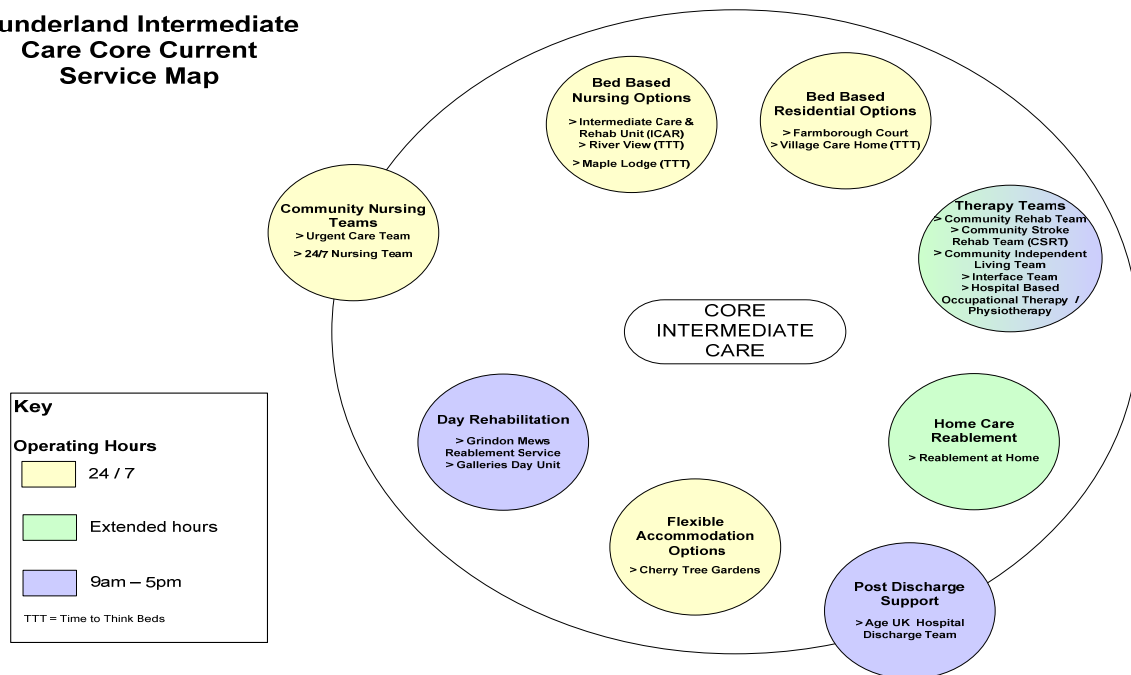 underland Intermediate
Care Core Current
Service Map
Bed Based
Nursing Options
> Intermediate Care &
Rehab Unit (ICAR)
> River View (TTT)
> Maple Lodge (TTT)
Bed Based
Residential Options
> Farmborough Court
> Village Care Home (TTT)
Community Nursing
Teams
> Urgent Care Team
> 24/7 Nursing Team
Therapy Teams
> Community Rehab Team
> Community Stroke
Rehab Team (CSRT)
> Community Independent
Living Team
> Interface Team
> Hospital Based
Occupational Therapy /
Physiotherapy
CORE
INTERMEDIATE
CARE
Day Rehabilitation
> Grindon Mews
Reablement Service
> Galleries Day Unit
Home Care
Reablement
> Reablement at Home
Flexible
Accommodation
Options
> Cherry Tree Gardens
Post Discharge
Support
> Age UK Hospital
Discharge Team
Key
Operating Hours
24 / 7
Extended hours
9am – 5pm
TTT = Time to Think Beds